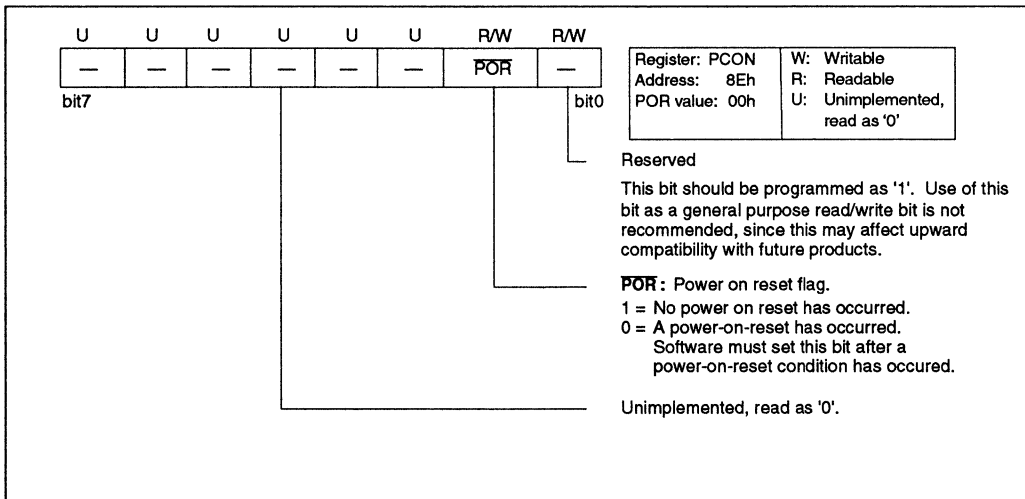 U U U U U U R/W R/W
— — — — — — P̅O̅R̅ —
bit7 bit0
Register: PCON
Address: 8Eh
POR value: 00h
W: Writable
R: Readable
U: Unimplemented,
read as '0'
Reserved
This bit should be programmed as '1'. Use of this
bit as a general purpose read/write bit is not
recommended, since this may affect upward
compatibility with future products.
P̅O̅R̅ : Power on reset flag.
1 = No power on reset has occurred.
0 = A power-on-reset has occurred.
Software must set this bit after a
power-on-reset condition has occured.
Unimplemented, read as '0'.